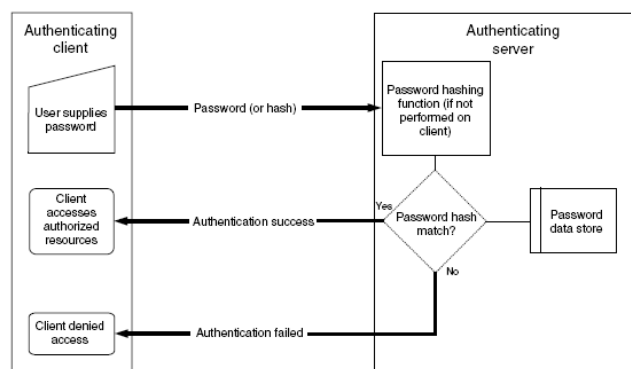 Authenticating
client
Authenticating
server
User supplies
password
Password (or hash)
Password hashing
function (if not
performed on
client)
Client
accesses
authorized
resources
Authentication success
Yes
Password hash
match?
Password
data store
No
Client denied
access
Authentication failed